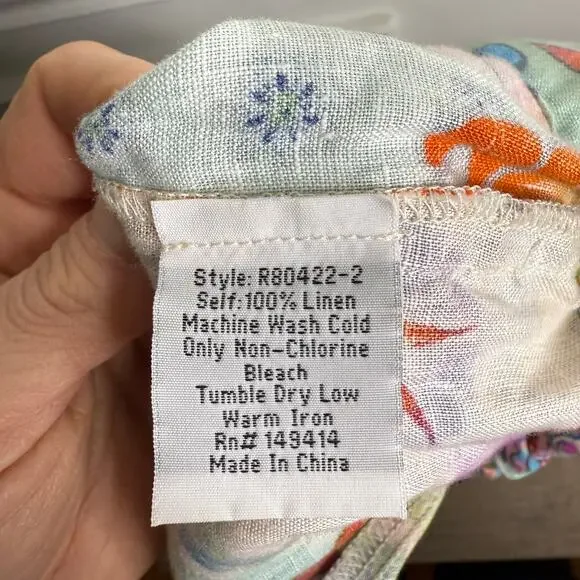 Style: R80422-2
Self:100% Linen
Machine Wash Cold
Only Non-Chlorine
Bleach
Tumble Dry Low
Warm Iron
Rn# 149414
Made In China